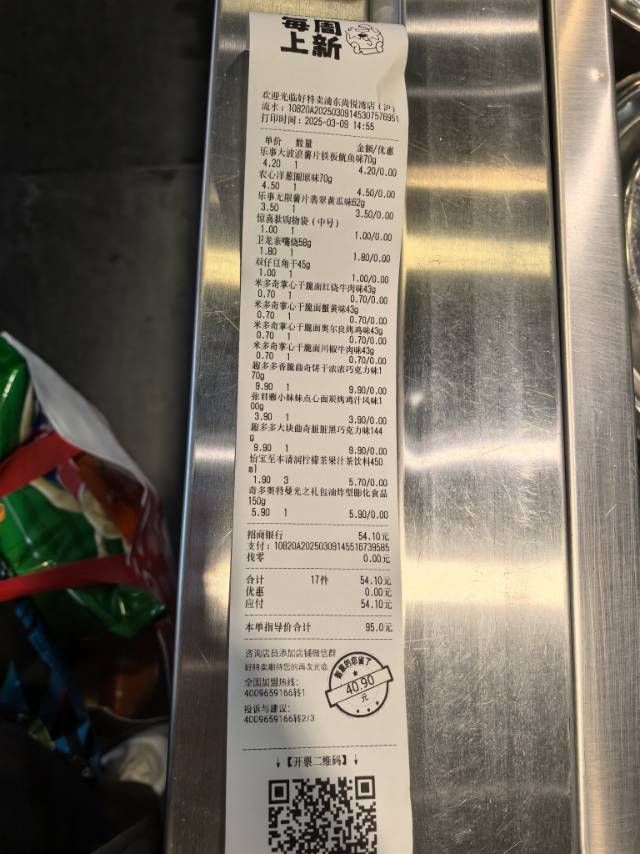 每周
上新
欢迎光临好特卖浦东尚悦湾店（沪）
流水：10B20A20250309145307576951
打印时间：2025-03-09 14:55
单价 数量 金额/优惠
乐事大波浪薯片铁板鱿鱼味70g
4.20 1 4.20/0.00
农心洋葱圈原味70g
4.50 1 4.50/0.00
乐事无限薯片翡翠黄瓜味62g
3.50 1 3.50/0.00
惊喜款购物袋（中号）
1.00 1 1.00/0.00
卫龙亲嘴烧58g
1.80 1 1.80/0.00
双仔豆角干45g
1.00 1 1.00/0.00
米多奇掌心干脆面红烧牛肉味43g
0.70 1 0.70/0.00
米多奇掌心干脆面蟹黄味43g
0.70 1 0.70/0.00
米多奇掌心干脆面奥尔良烤鸡味43g
0.70 1 0.70/0.00
米多奇掌心干脆面川椒牛肉味43g
0.70 1 0.70/0.00
趣多多香脆曲奇饼干浓浓巧克力味1
70g
9.90 1 9.90/0.00
张君雅小妹妹点心面炭烤鸡汁风味1
00g
3.90 1 3.90/0.00
趣多多大块曲奇脏脏黑巧克力味144
g
9.90 1 9.90/0.00
怡宝至本清润柠檬茶果汁茶饮料450
ml
1.90 3 5.70/0.00
奇多奥特曼光之礼包油炸型膨化食品
150g
5.90 1 5.90/0.00
招商银行 54.10元
支付：10B20A20250309145516739585
找零 0.00元
合计 17件 54.10元
优惠 0.00元
应付 54.10元
本单指导价合计 95.0元
咨询店员添加店铺微信群
好特卖期待您的再次光临
全国加盟热线：
4009659166转1
投诉与建议：
4009659166转2/3
40.90
元
↓【开票二维码】↓